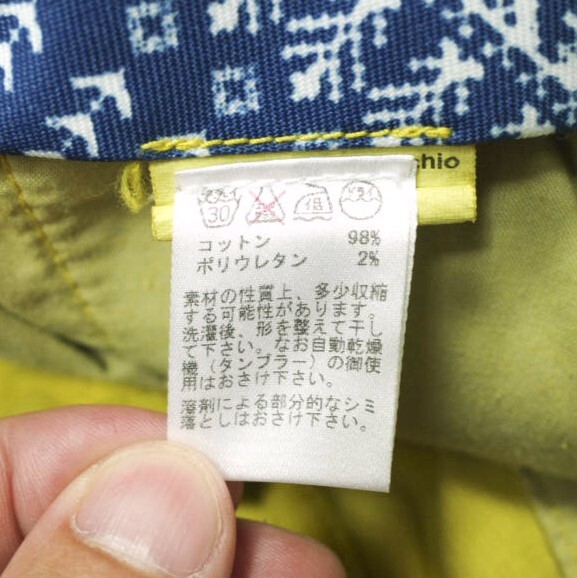 chio
ネライ 30 低 ドライ
コットン 98%
ポリウレタン 2%
素材の性質上、多少収縮
する可能性があります。
洗濯後、形を整えて干し
て下さい。なお自動乾燥
機（タンブラー）の御使
用はおさけ下さい。
溶剤による部分的なシミ
落としはおさけ下さい。